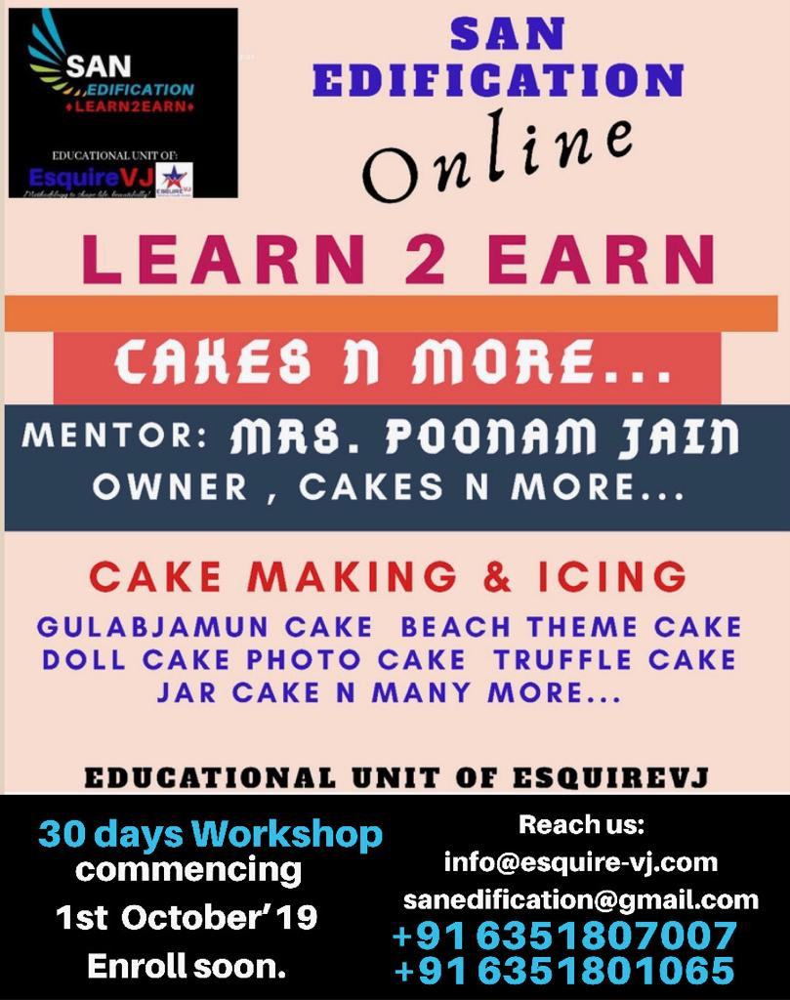 SAN
EDIFICATION
♦LEARN2EARN♦
EDUCATIONAL UNIT OF:
EsquireVJ
ESQUIREVJ
Methodology to shape life, beautifully!
SAN
EDIFICATION
Online
LEARN 2 EARN
CAKES N MORE...
MENTOR: MRS. POONAM JAIN
OWNER , CAKES N MORE...
CAKE MAKING & ICING
GULABJAMUN CAKE BEACH THEME CAKE
DOLL CAKE PHOTO CAKE TRUFFLE CAKE
JAR CAKE N MANY MORE...
EDUCATIONAL UNIT OF ESQUIREVJ
30 days Workshop
commencing
1st October'19
Enroll soon.
Reach us:
info@esquire-vj.com
sanedification@gmail.com
+91 6351807007
+91 6351801065